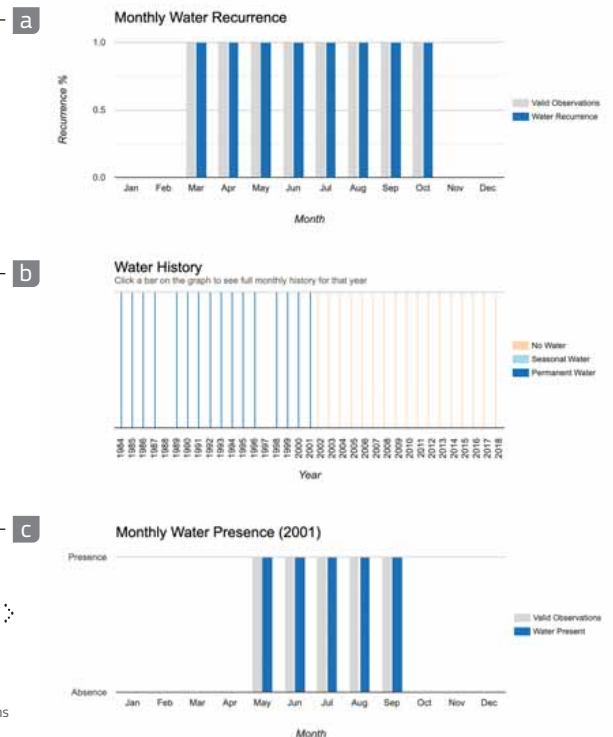 a
Monthly Water Recurrence
1.0
0.5
0.0
Recurrence %
Jan Feb Mar Apr May Jun Jul Aug Sep Oct Nov Dec
Month
Valid Observations
Water Recurrence
b
Water History
Click a bar on the graph to see full monthly history for that year
No Water
Seasonal Water
Permanent Water
1984 1985 1986 1987 1988 1989 1990 1991 1992 1993 1994 1995 1996 1997 1998 1999 2000 2001 2002 2003 2004 2005 2006 2007 2008 2009 2010 2011 2012 2013 2014 2015 2016 2017 2018
Year
c
Monthly Water Presence (2001)
Presence
Absence
Valid Observations
Water Present
Jan Feb Mar Apr May Jun Jul Aug Sep Oct Nov Dec
Month